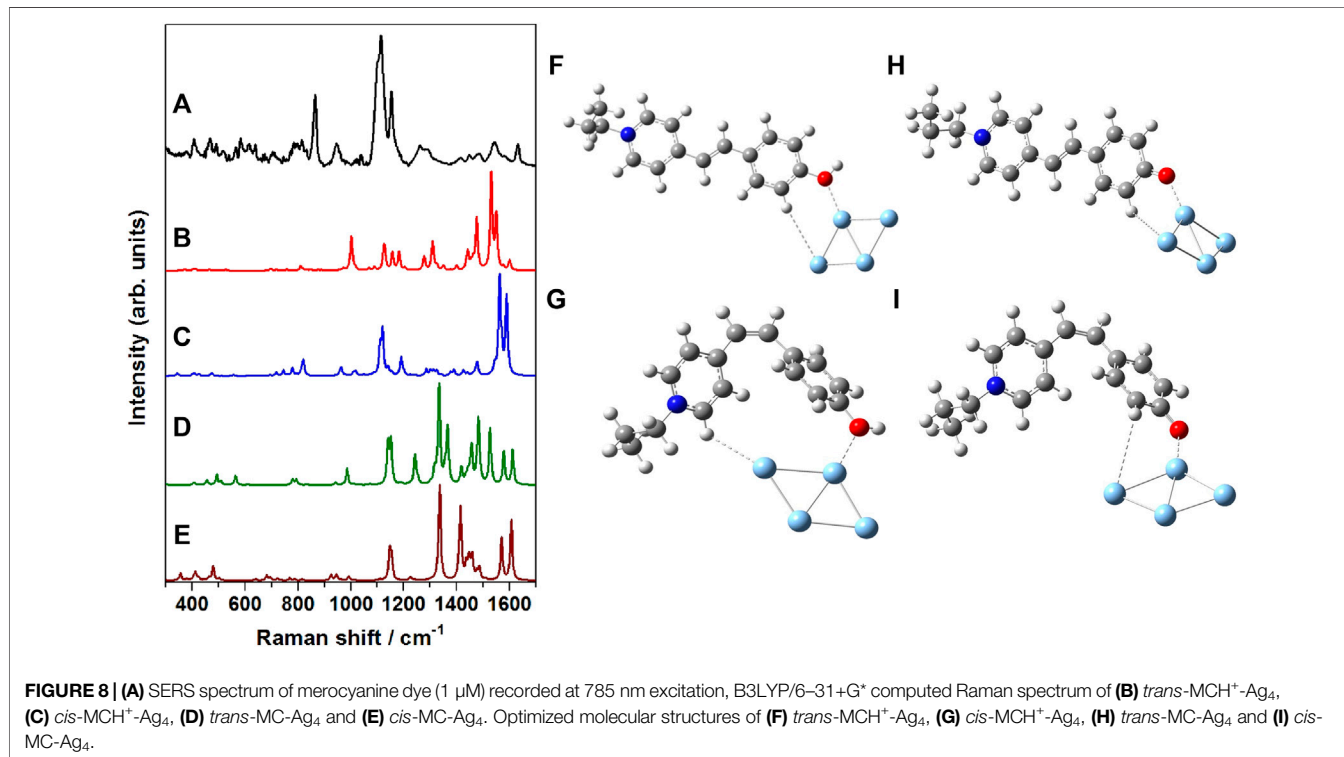 A
B
C
D
E
Intensity (arb. units)
400 600 800 1000 1200 1400 1600
Raman shift / cm⁻¹
F
H
G
I
FIGURE 8 | (A) SERS spectrum of merocyanine dye (1 µM) recorded at 785 nm excitation, B3LYP/6–31+G* computed Raman spectrum of (B) trans-MCH⁺-Ag₄,
(C) cis-MCH⁺-Ag₄, (D) trans-MC-Ag₄ and (E) cis-MC-Ag₄. Optimized molecular structures of (F) trans-MCH⁺-Ag₄, (G) cis-MCH⁺-Ag₄, (H) trans-MC-Ag₄ and (I) cis-
MC-Ag₄.